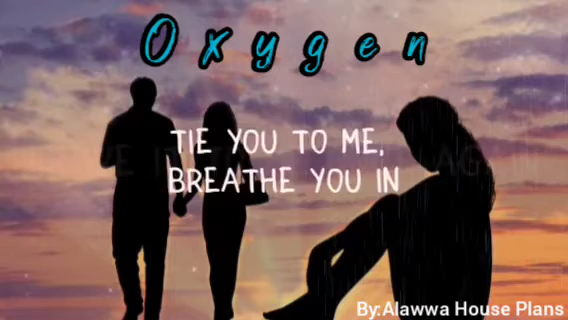 Oxygen
TIE YOU TO ME,
BREATHE YOU IN
By:Alawwa House Plans